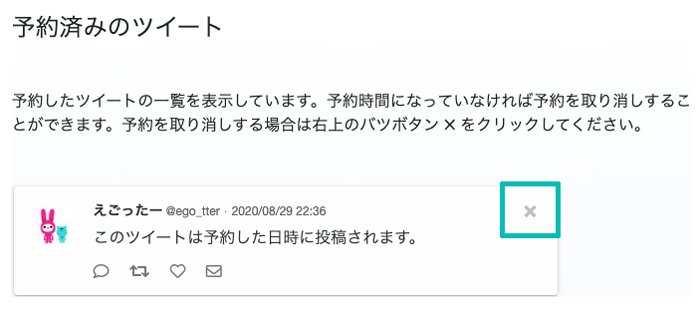 予約済みのツイート
予約したツイートの一覧を表示しています。予約時間になっていなければ予約を取り消しするこ
とができます。予約を取り消しする場合は右上のバツボタン × をクリックしてください。
えごったー @ego_tter · 2020/08/29 22:36
このツイートは予約した日時に投稿されます。